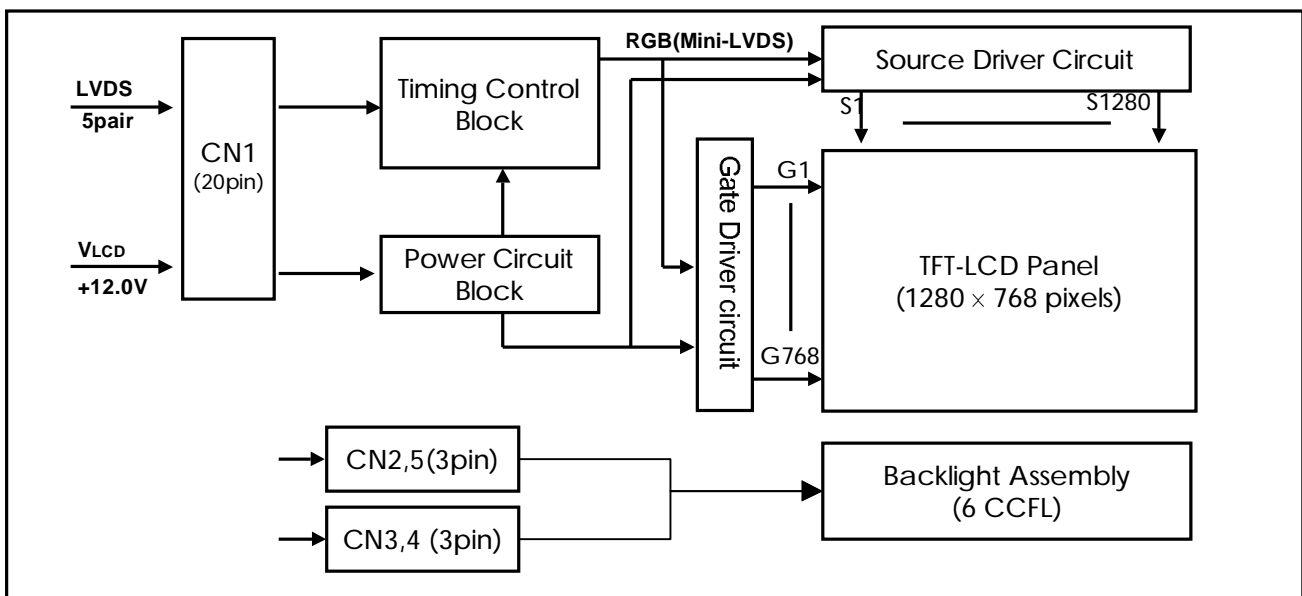 RGB(Mini-LVDS)
Source Driver Circuit
LVDS
5pair
Timing Control
Block
S1
S1280
CN1
(20pin)
Gate Driver circuit
G1
VLCD
+12.0V
Power Circuit
Block
TFT-LCD Panel
(1280 × 768 pixels)
G768
CN2,5(3pin)
Backlight Assembly
(6 CCFL)
CN3,4 (3pin)